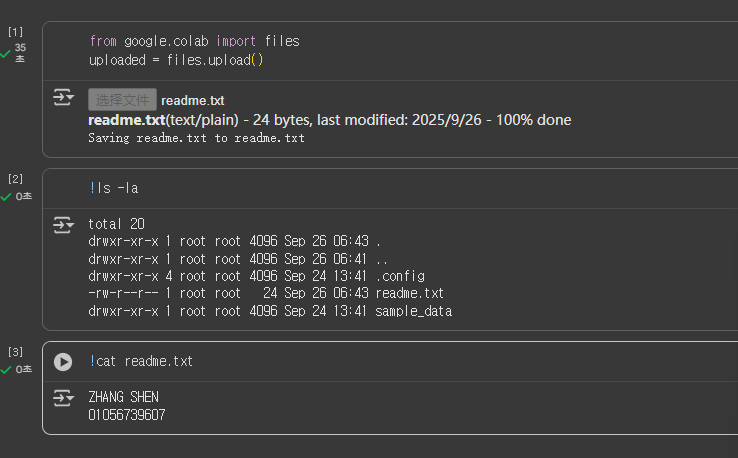 [1]
35
초
from google.colab import files
uploaded = files.upload()
选择文件 readme.txt
readme.txt(text/plain) - 24 bytes, last modified: 2025/9/26 - 100% done
Saving readme.txt to readme.txt
[2]
0초
!ls -la
total 20
drwxr-xr-x 1 root root 4096 Sep 26 06:43 .
drwxr-xr-x 1 root root 4096 Sep 26 06:41 ..
drwxr-xr-x 4 root root 4096 Sep 24 13:41 .config
-rw-r--r-- 1 root root   24 Sep 26 06:43 readme.txt
drwxr-xr-x 1 root root 4096 Sep 24 13:41 sample_data
[3]
0초
!cat readme.txt
ZHANG SHEN
01056739607